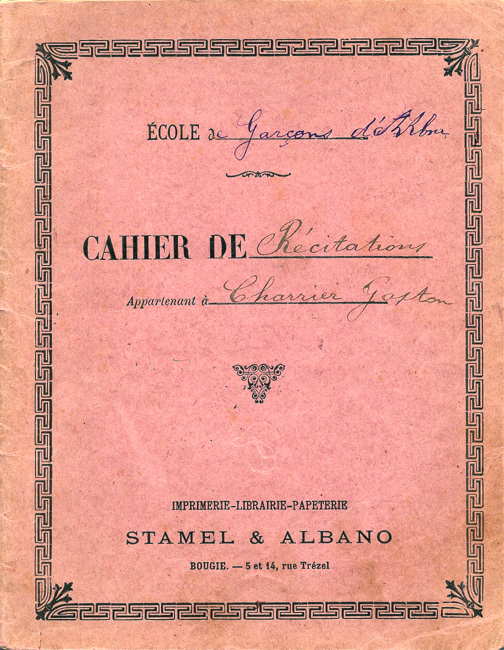 ÉCOLE de Garçons
CAHIER DE Récitations
Appartenant à Charrier Gaston
IMPRIMERIE-LIBRAIRIE-PAPETERIE
STAMEL & ALBANO
BOUGIE. — 5 et 14, rue Trézel